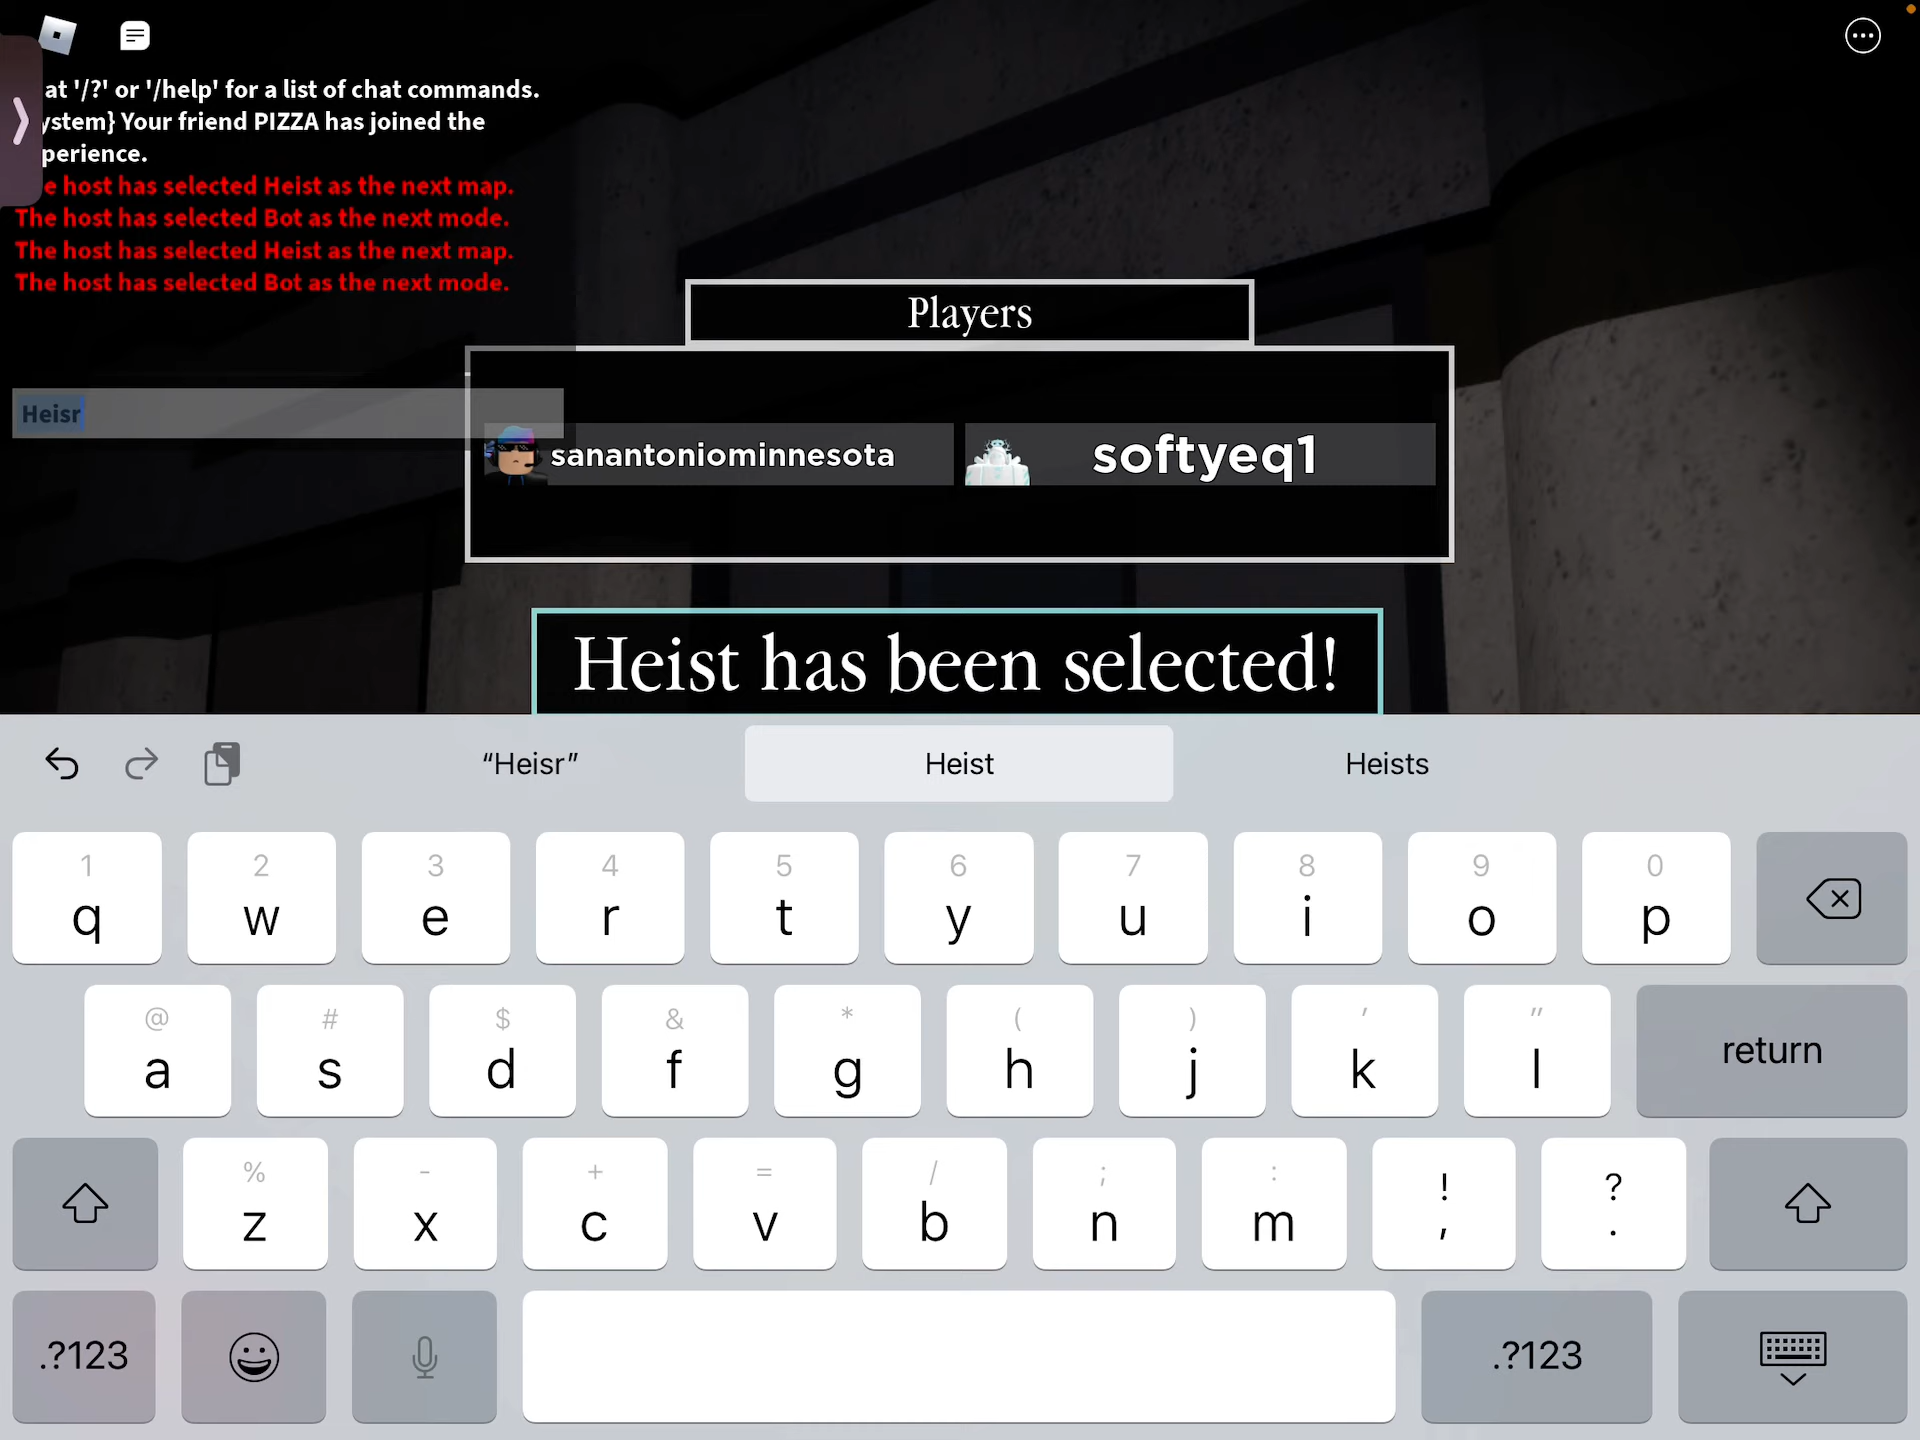 at '/?' or '/help' for a list of chat commands.
ystem} Your friend PIZZA has joined the
perience.
e host has selected Heist as the next map.
The host has selected Bot as the next mode.
The host has selected Heist as the next map.
The host has selected Bot as the next mode.
Players
Heisr
sanantoniominnesota softyeq1
Heist has been selected!
“Heisr” Heist Heists
1 2 3 4 5 6 7 8 9 0
q w e r t y u i o p
@ # $ & * ( ) ' "
a s d f g h j k l return
% - + = / ; : ! ?
z x c v b n m , .
.?123 .?123